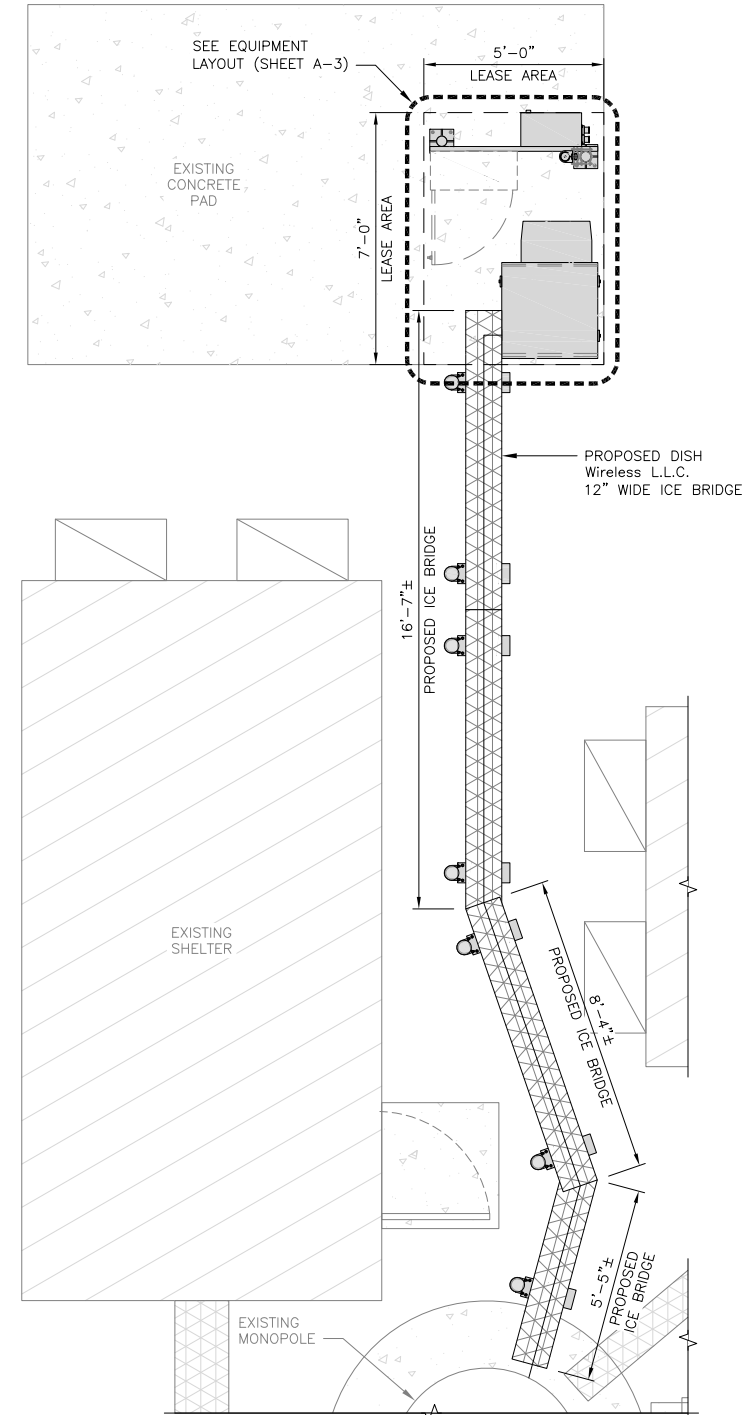 SEE EQUIPMENT
LAYOUT (SHEET A-3)
5'-0"
LEASE AREA
EXISTING
CONCRETE
PAD
7'-0"
LEASE AREA
PROPOSED DISH
Wireless L.L.C.
12" WIDE ICE BRIDGE
16'-7"±
PROPOSED ICE BRIDGE
EXISTING
SHELTER
8'-4"±
PROPOSED ICE BRIDGE
5'-5"±
PROPOSED
ICE BRIDGE
EXISTING
MONOPOLE